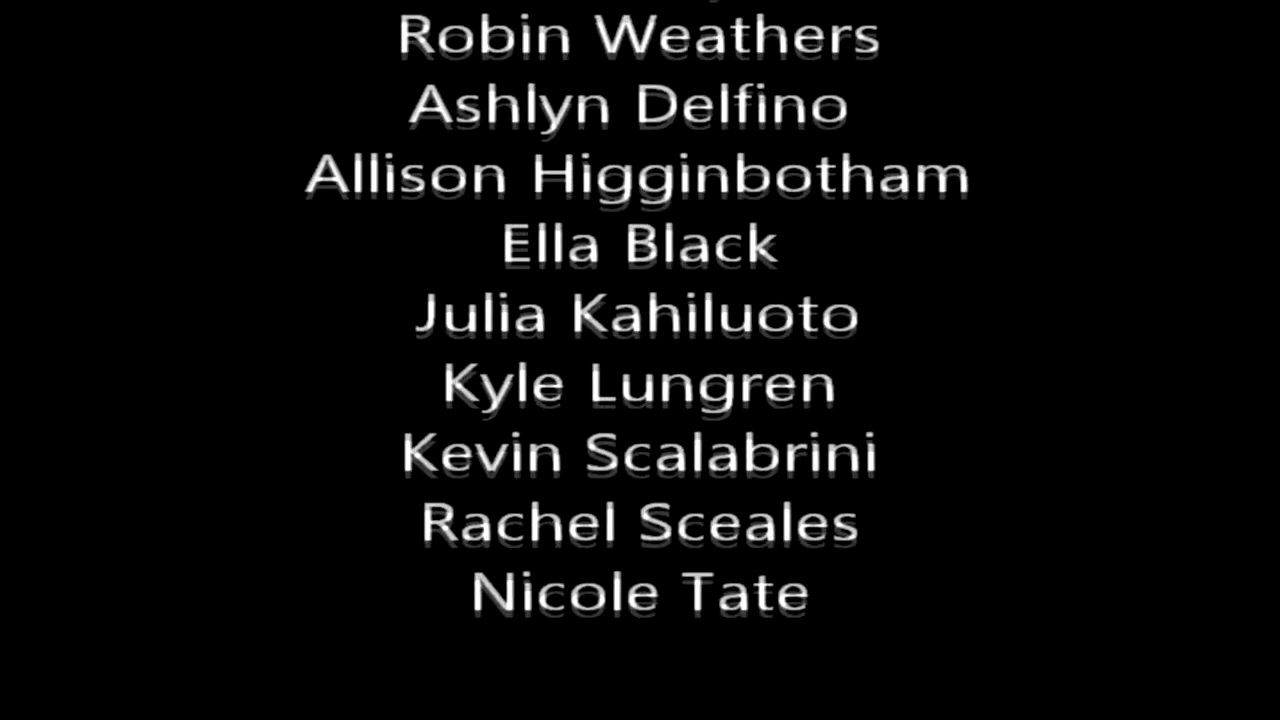 Robin Weathers
Ashlyn Delfino
Allison Higginbotham
Ella Black
Julia Kahiluoto
Kyle Lungren
Kevin Scalabrini
Rachel Sceales
Nicole Tate